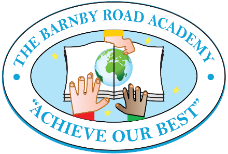 THE BARNBY ROAD ACADEMY
"ACHIEVE OUR BEST"